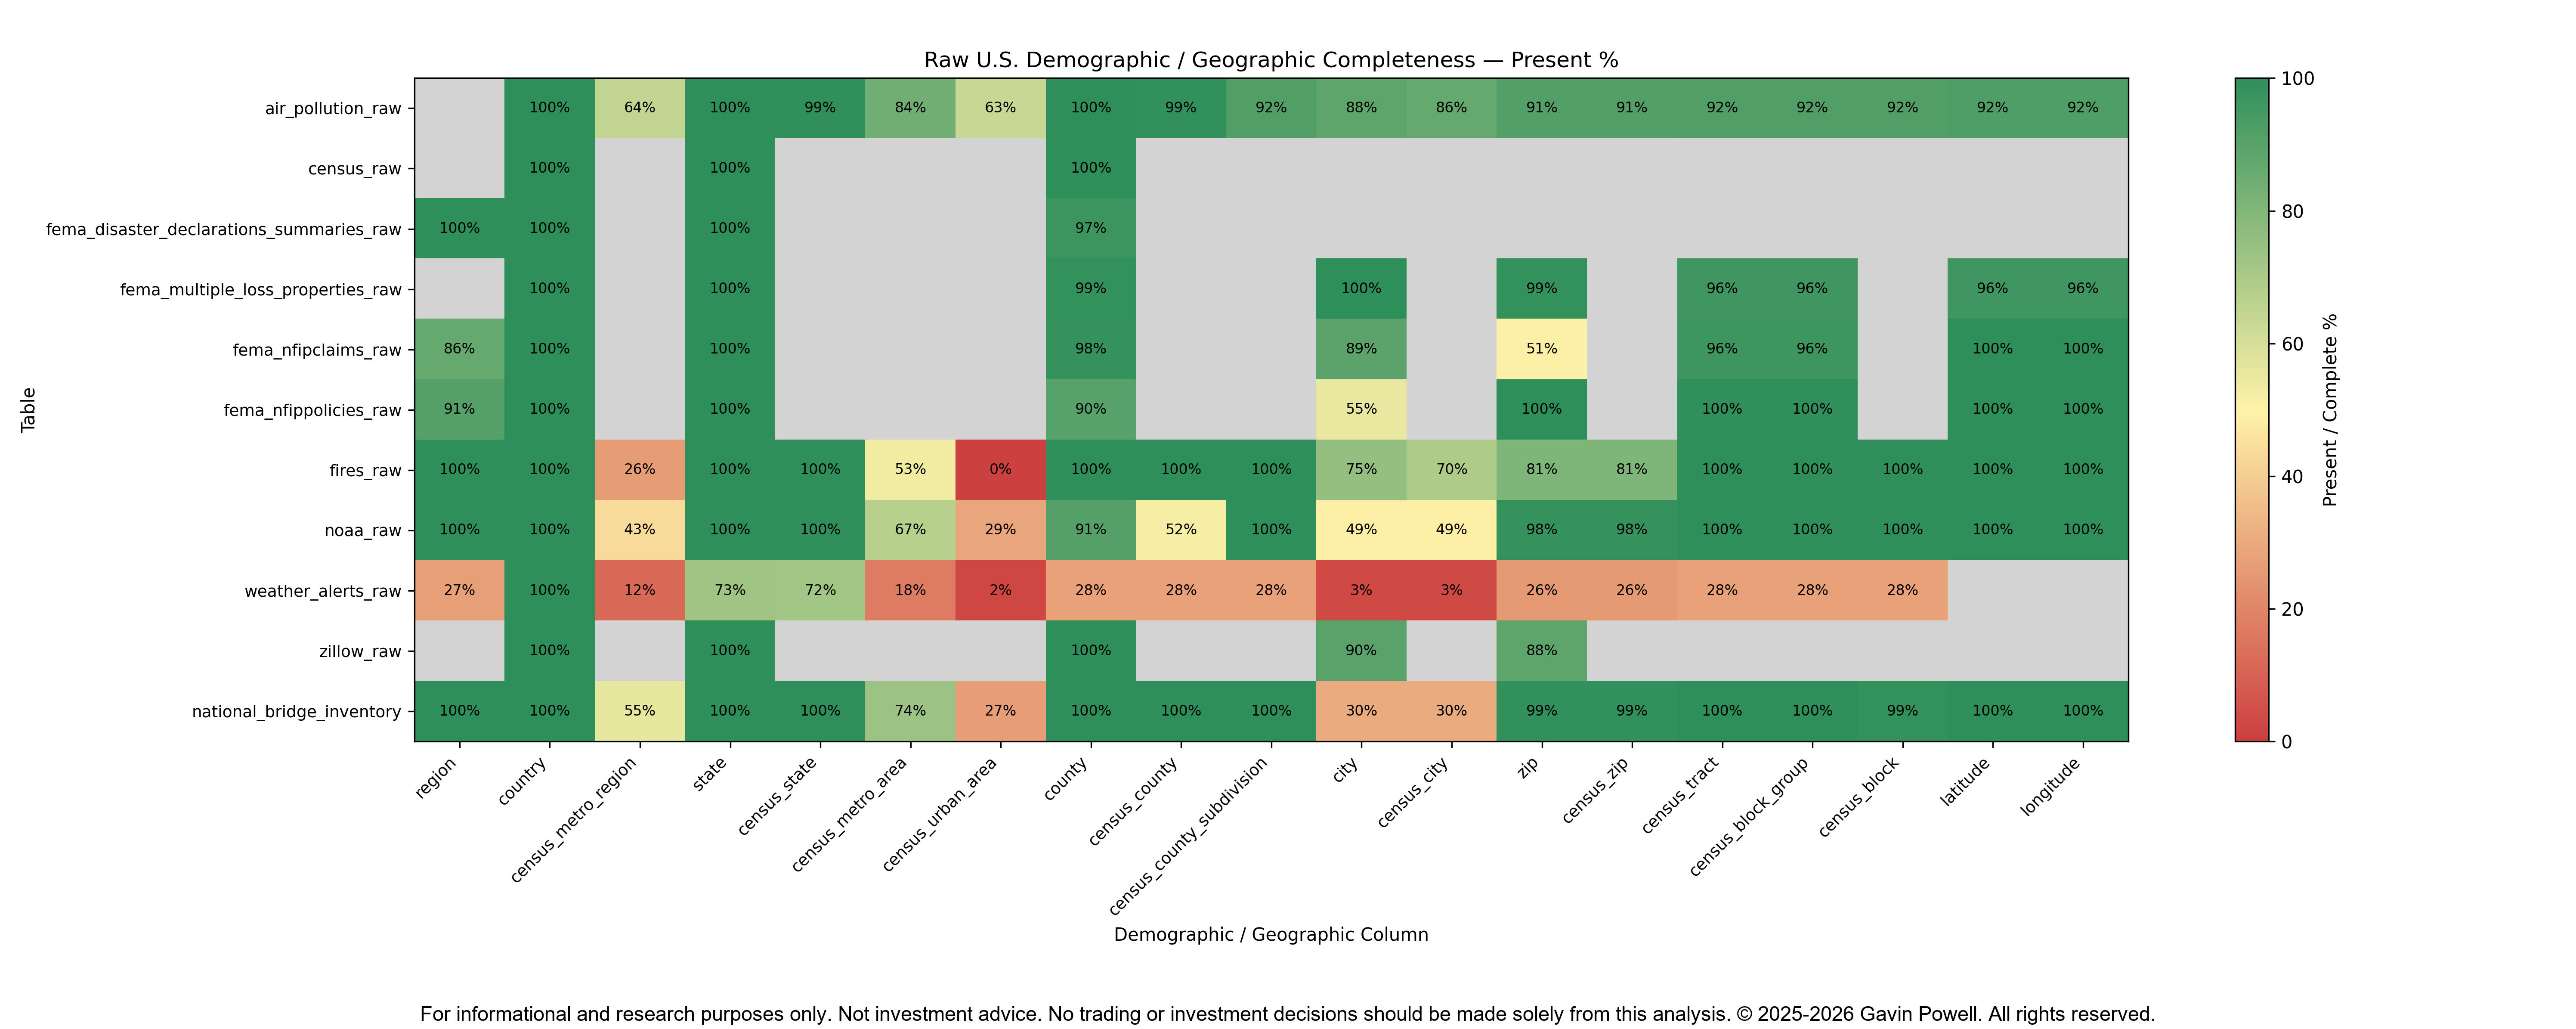 Raw U.S. Demographic / Geographic Completeness — Present %
Table
air_pollution_raw 100% 64% 100% 99% 84% 63% 100% 99% 92% 88% 86% 91% 91% 92% 92% 92% 92% 92%
census_raw 100% 100% 100%
fema_disaster_declarations_summaries_raw 100% 100% 100% 97%
fema_multiple_loss_properties_raw 100% 100% 99% 100% 99% 96% 96% 96% 96%
fema_nfipclaims_raw 86% 100% 100% 98% 89% 51% 96% 96% 100% 100%
fema_nfippolicies_raw 91% 100% 100% 90% 55% 100% 100% 100% 100% 100%
fires_raw 100% 100% 26% 100% 100% 53% 0% 100% 100% 100% 75% 70% 81% 81% 100% 100% 100% 100% 100%
noaa_raw 100% 100% 43% 100% 100% 67% 29% 91% 52% 100% 49% 49% 98% 98% 100% 100% 100% 100% 100%
weather_alerts_raw 27% 100% 12% 73% 72% 18% 2% 28% 28% 28% 3% 3% 26% 26% 28% 28% 28%
zillow_raw 100% 100% 100% 90% 88%
national_bridge_inventory 100% 100% 55% 100% 100% 74% 27% 100% 100% 100% 30% 30% 99% 99% 100% 100% 99% 100% 100%
region country census_metro_region state census_state census_metro_area census_urban_area county census_county census_county_subdivision city census_city zip census_zip census_tract census_block_group census_block latitude longitude
Demographic / Geographic Column
100
80
60
40
20
0
Present / Complete %
For informational and research purposes only. Not investment advice. No trading or investment decisions should be made solely from this analysis. © 2025-2026 Gavin Powell. All rights reserved.